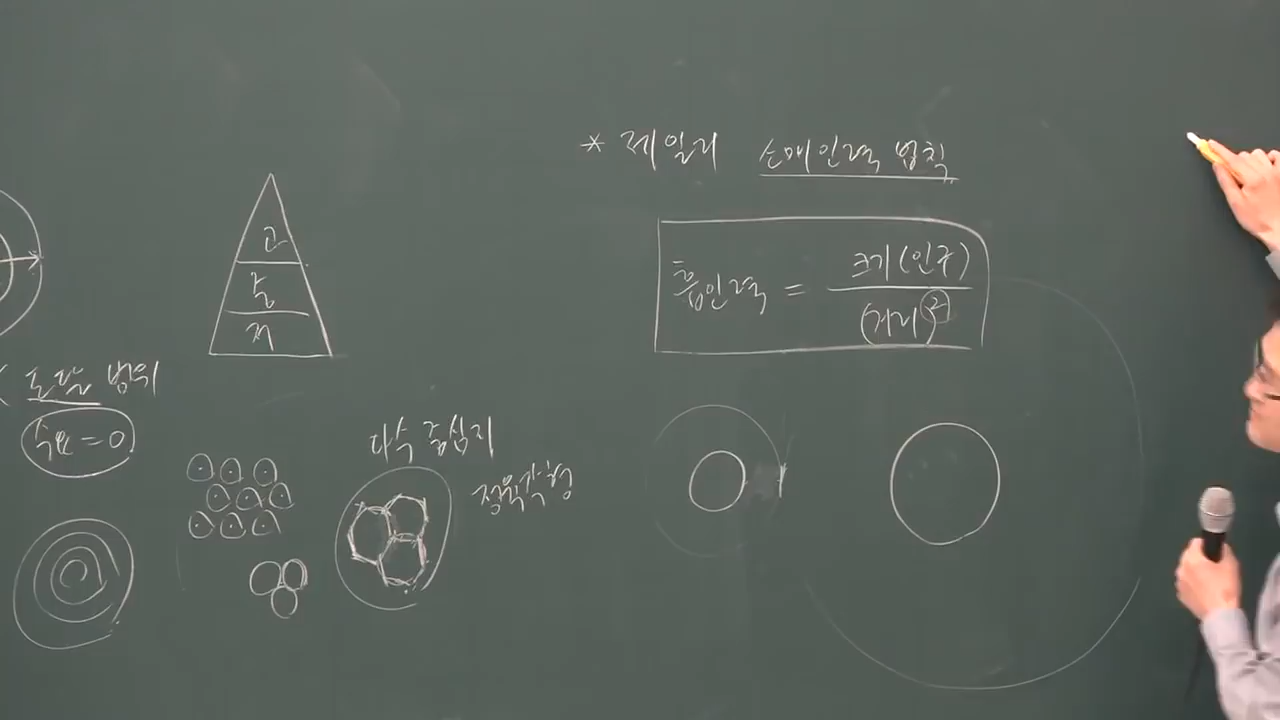 고
중
저
도달 범위
수요 = 0
다수 중심지
정육각형
* 레일리 소매인력 법칙
흡인력 = 크기(인구) / (거리)²